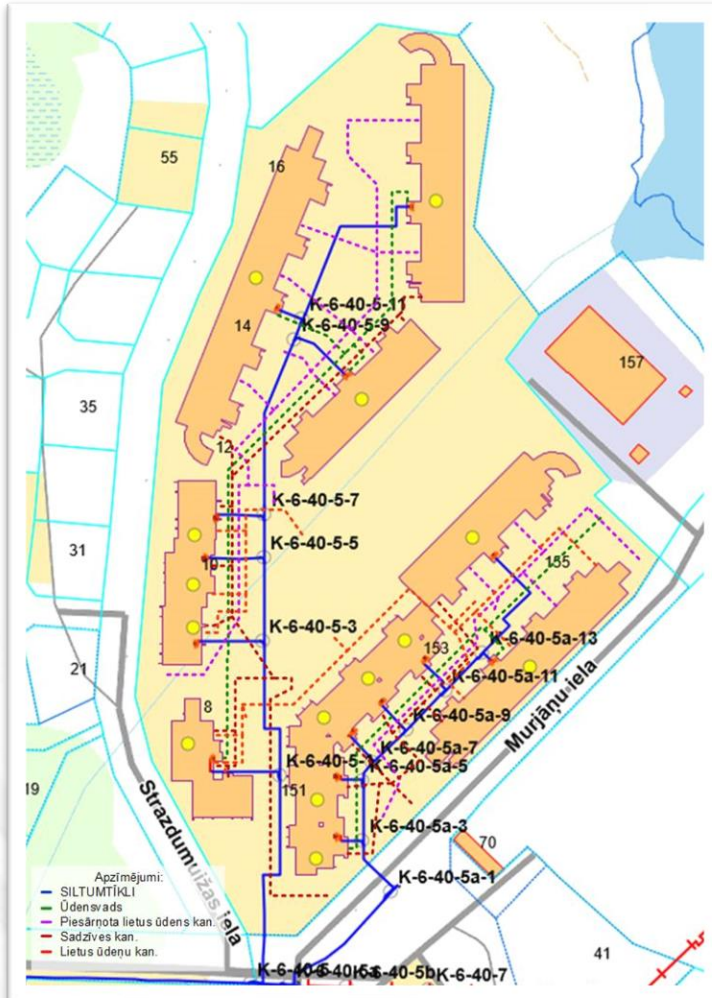 55
16
K-6-40-5-11
K-6-40-5-9
14
157
35
12
K-6-40-5-7
31
K-6-40-5-5
155
K-6-40-5-3
153
K-6-40-5a-13
21
K-6-40-5a-11
8
K-6-40-5a-9
Murjāņu iela
K-6-40-5a-7
K-6-40-5a-5
19
151
Strazdumuižas iela
K-6-40-5a-3
70
K-6-40-5a-1
Apzīmējumi:
SILTUMTĪKLI
Ūdensvads
Piesārņota lietus ūdens kan.
Sadzīves kan.
Lietus ūdeņu kan.
41
K-6-40-7